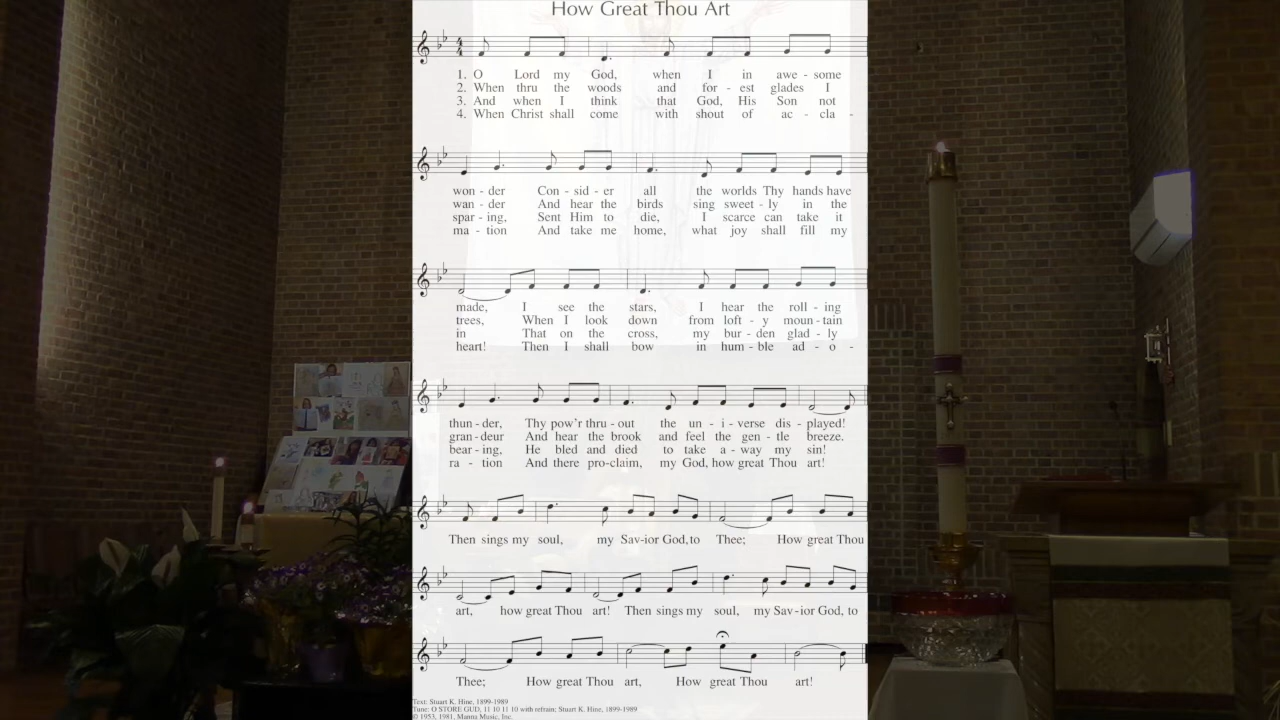 How Great Thou Art
1. O Lord my God, when I in awe - some
2. When thru the woods and for - est glades I
3. And when I think that God, His Son not
4. When Christ shall come with shout of ac - cla -
won - der Con - sid - er all the worlds Thy hands have
wan - der And hear the birds sing sweet - ly in the
spar - ing, Sent Him to die, I scarce can take it
ma - tion And take me home, what joy shall fill my
made, I see the stars, I hear the roll - ing
trees, When I look down from loft - y moun - tain
in That on the cross, my bur - den glad - ly
heart! Then I shall bow in hum - ble ad - o -
thun - der, Thy pow'r thru - out the un - i - verse dis - played!
gran - deur And hear the brook and feel the gen - tle breeze.
bear - ing, He bled and died to take a - way my sin!
ra - tion And there pro - claim, my God, how great Thou art!
Then sings my soul, my Sav - ior God, to Thee; How great Thou
art, how great Thou art! Then sings my soul, my Sav - ior God, to
Thee; How great Thou art, How great Thou art!
Text: Stuart K. Hine, 1899-1989
Tune: O STORE GUD, 11 10 11 10 with refrain; Stuart K. Hine, 1899-1989
© 1953, 1981, Manna Music, Inc.